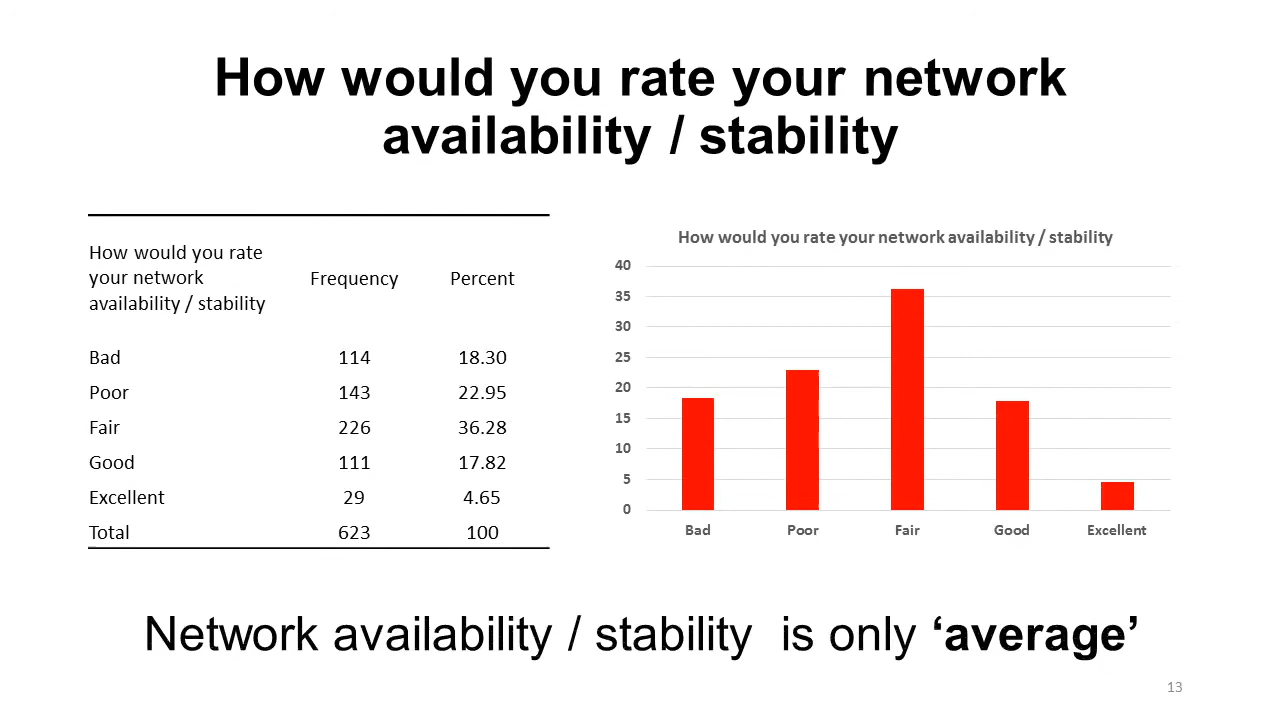 How would you rate your network
availability / stability
How would you rate
your network
availability / stability
Frequency
Percent
Bad 114 18.30
Poor 143 22.95
Fair 226 36.28
Good 111 17.82
Excellent 29 4.65
Total 623 100
How would you rate your network availability / stability
40
35
30
25
20
15
10
5
0
Bad Poor Fair Good Excellent
Network availability / stability is only ‘average’
13